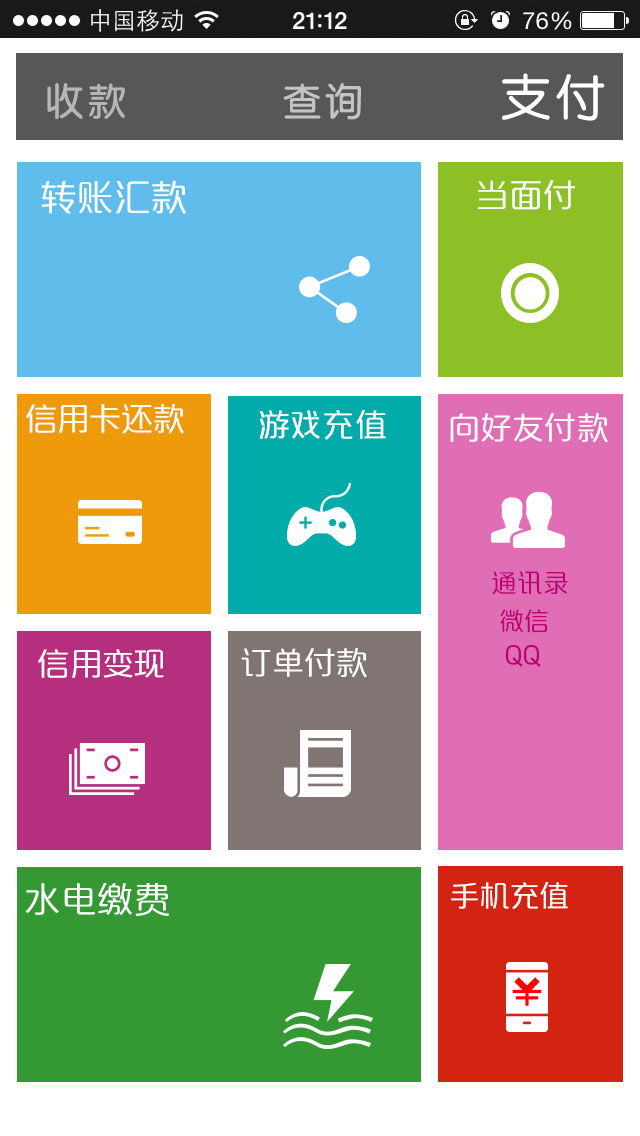 中国移动 21:12 76%
收款 查询 支付
转账汇款
当面付
信用卡还款
游戏充值
向好友付款
通讯录
微信
QQ
信用变现
订单付款
水电缴费
手机充值
¥